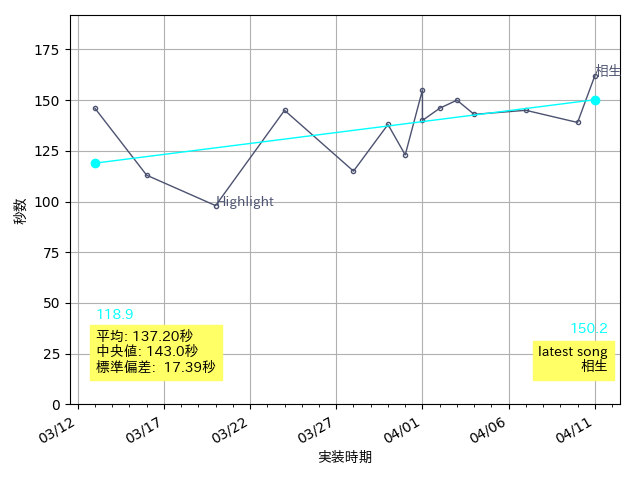 175
150
125
100
75
50
25
0
秒数
相生
Highlight
118.9
平均: 137.20秒
中央値: 143.0秒
標準偏差: 17.39秒
150.2
latest song
相生
03/12
03/17
03/22
03/27
04/01
04/06
04/11
実装時期